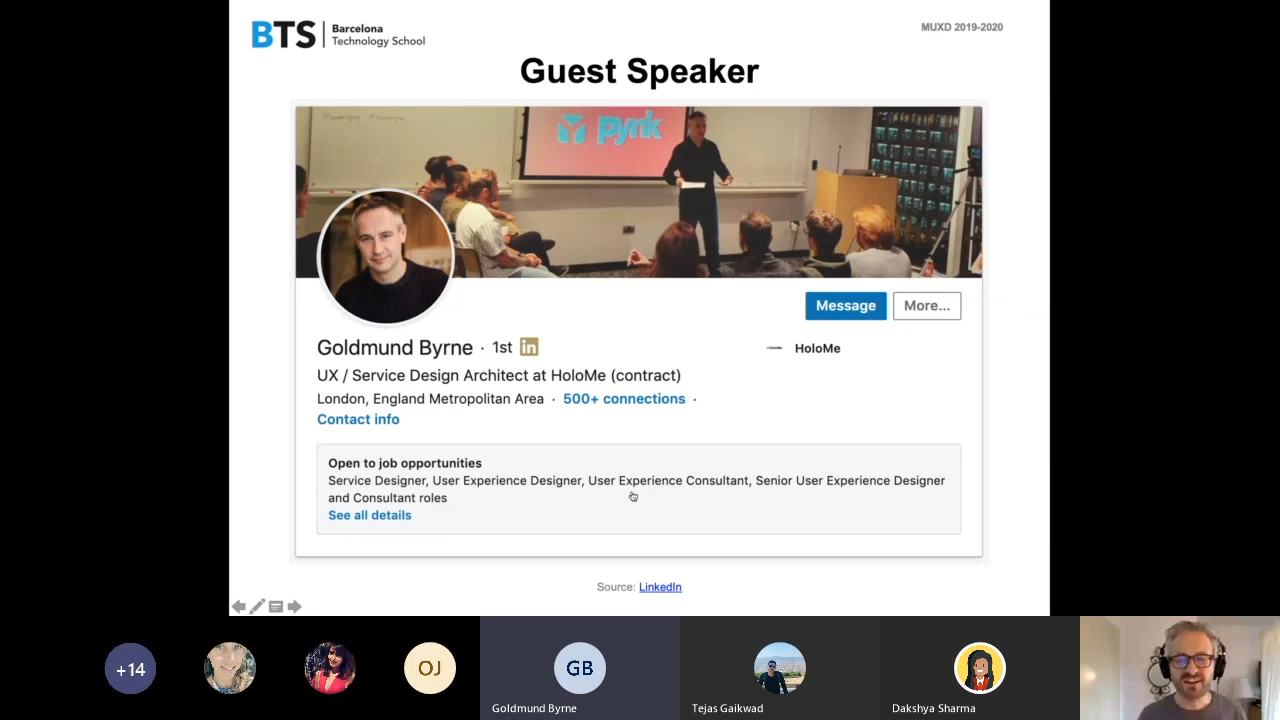 BTS
Barcelona
Technology School
MUXD 2019-2020
Guest Speaker
pynk
Message
More...
Goldmund Byrne · 1st in
HoloMe
UX / Service Design Architect at HoloMe (contract)
London, England Metropolitan Area · 500+ connections ·
Contact info
Open to job opportunities
Service Designer, User Experience Designer, User Experience Consultant, Senior User Experience Designer
and Consultant roles
See all details
Source: LinkedIn
+14
OJ
GB
Goldmund Byrne
Tejas Gaikwad
Dakshya Sharma